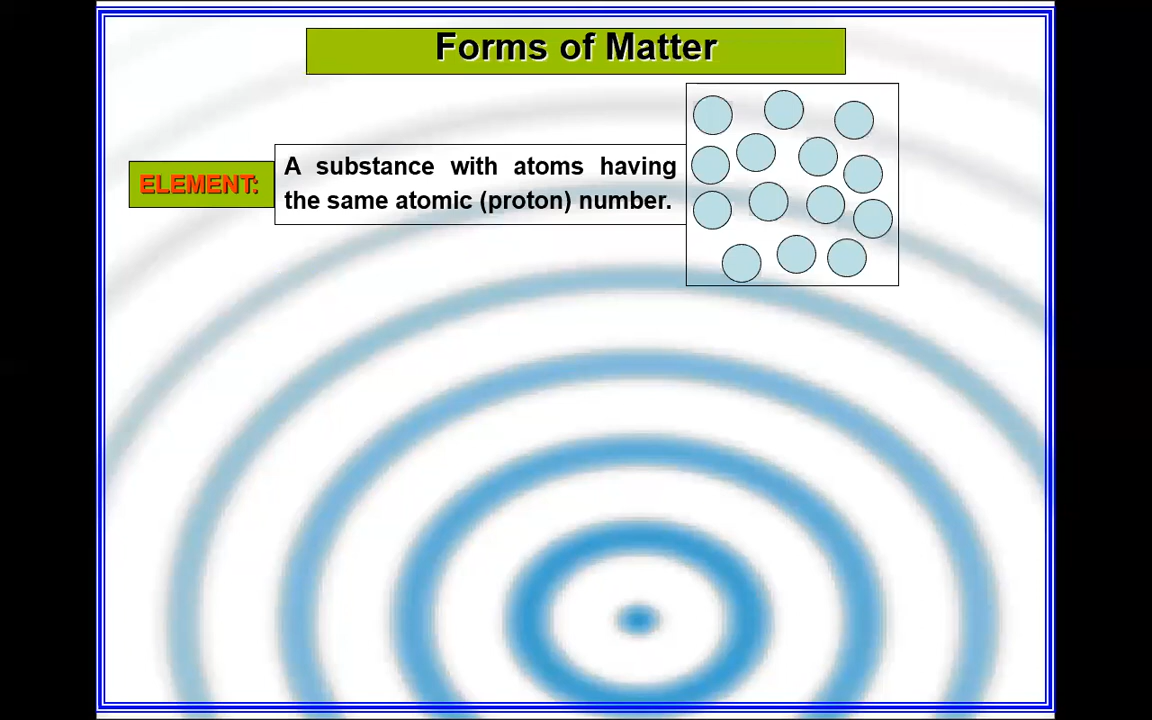 Forms of Matter
ELEMENT:
A substance with atoms having
the same atomic (proton) number.